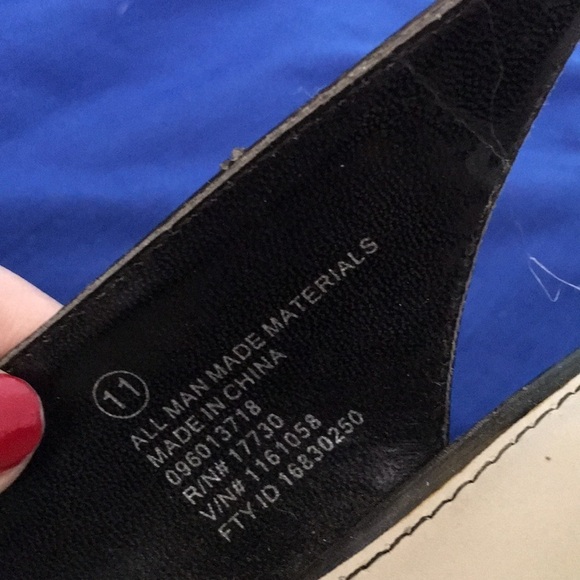 11
ALL MAN MADE MATERIALS
MADE IN CHINA
096013718
R/N# 17730
V/N# 1161058
FTY ID 16830250